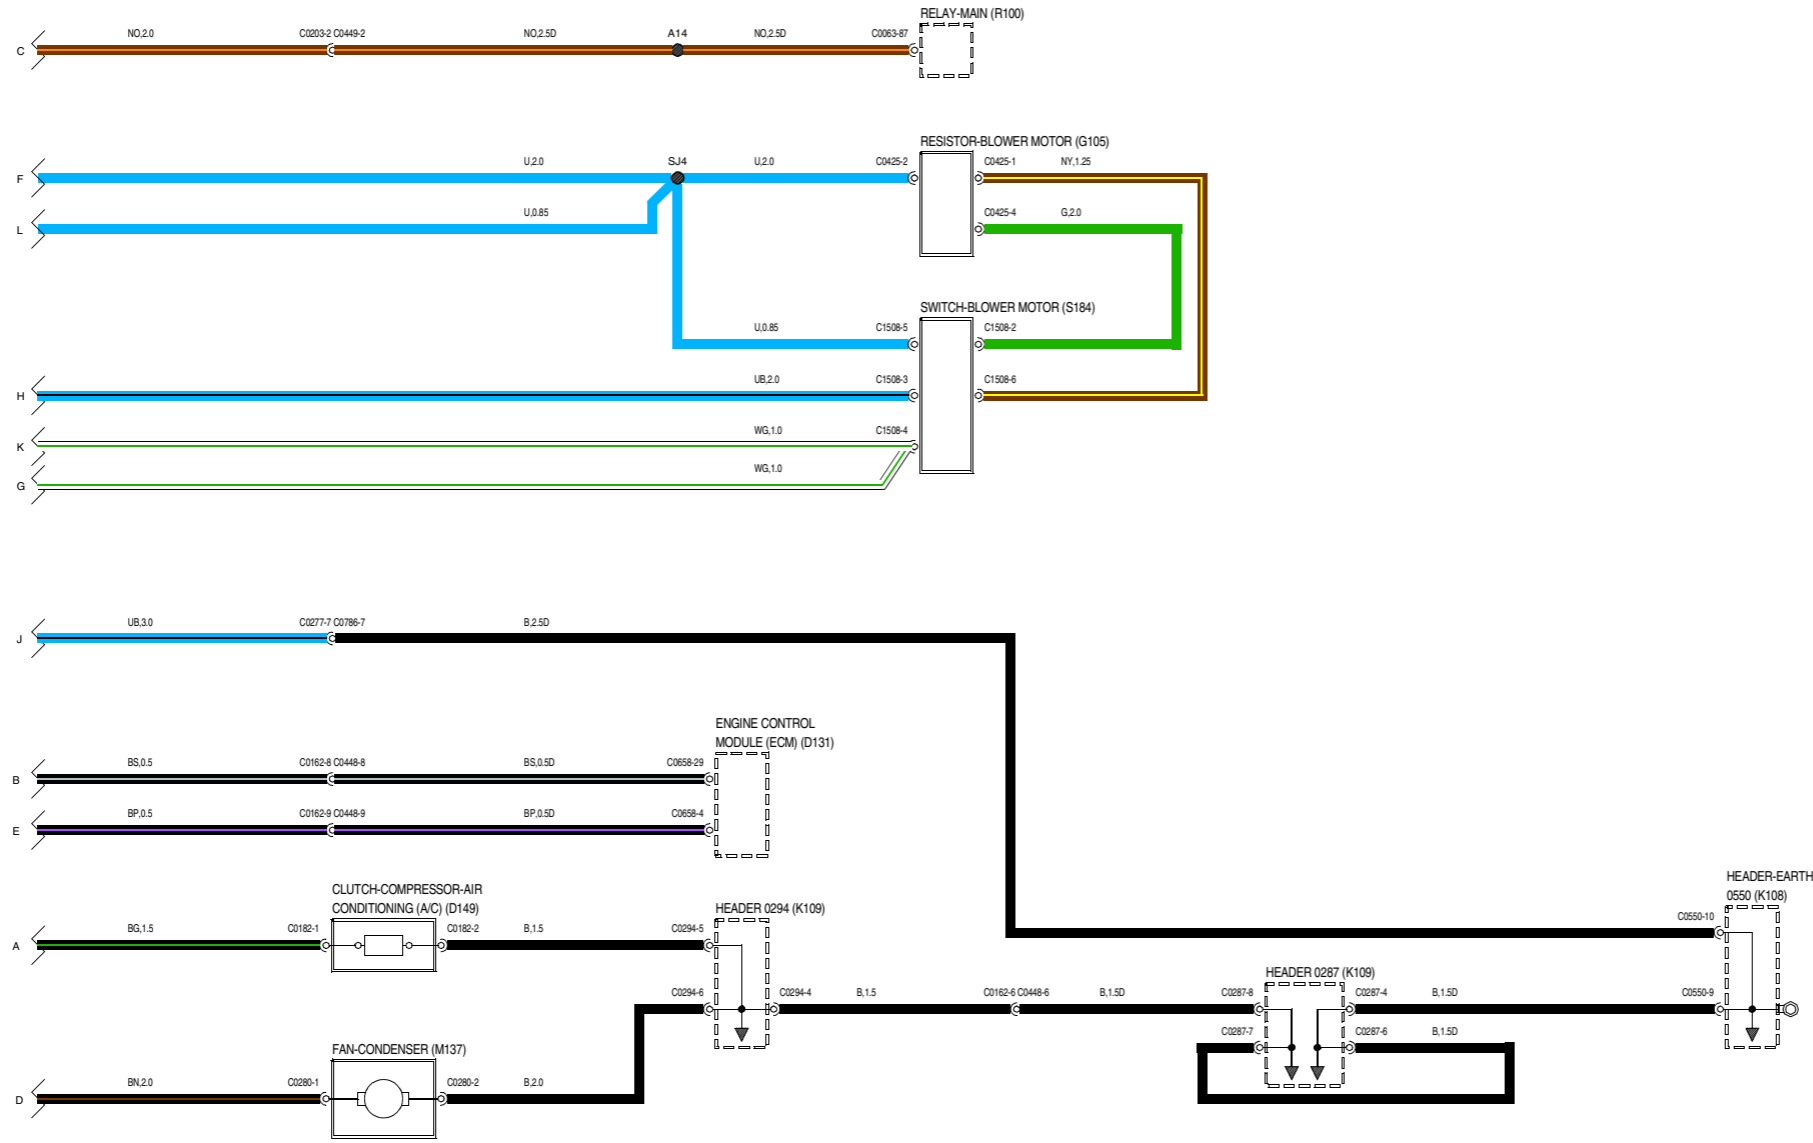 RELAY-MAIN (R100)
C NO,2.0 C0203-2 C0449-2 NO,2.5D A14 NO,2.5D C0063-87
RESISTOR-BLOWER MOTOR (G105)
F U,2.0 SJ4 U,2.0 C0425-2 C0425-1 NY,1.25
L U,0.85 C0425-4 G,2.0
SWITCH-BLOWER MOTOR (S184)
U,0.85 C1508-5 C1508-2
H UB,2.0 C1508-3 C1508-6
K WG,1.0 C1508-4
G WG,1.0
J UB,3.0 C0277-7 C0786-7 B,2.5D
ENGINE CONTROL
MODULE (ECM) (D131)
B BS,0.5 C0162-8 C0448-8 BS,0.5D C0658-29
E BP,0.5 C0162-9 C0448-9 BP,0.5D C0658-4
HEADER-EARTH
0550 (K108)
CLUTCH-COMPRESSOR-AIR
CONDITIONING (A/C) (D149)
HEADER 0294 (K109)
C0550-10
A BG,1.5 C0182-1 C0182-2 B,1.5 C0294-5
HEADER 0287 (K109)
C0294-6 C0294-4 B,1.5 C0162-6 C0448-6 B,1.5D C0287-8 C0287-4 B,1.5D C0550-9
C0287-7 C0287-6 B,1.5D
FAN-CONDENSER (M137)
D BN,2.0 C0280-1 C0280-2 B,2.0